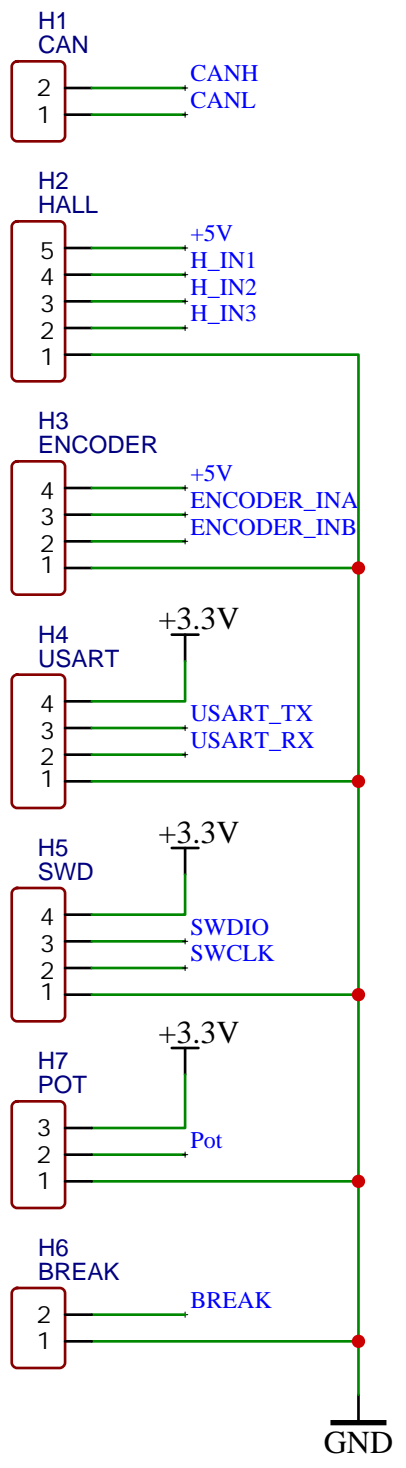 H1
CAN
2 CANH
1 CANL
H2
HALL
5 +5V
4 H_IN1
3 H_IN2
2 H_IN3
1
H3
ENCODER
4 +5V
3 ENCODER_INA
2 ENCODER_INB
1
+3.3V
H4
USART
4
3 USART_TX
2 USART_RX
1
+3.3V
H5
SWD
4
3 SWDIO
2 SWCLK
1
+3.3V
H7
POT
3
2 Pot
1
H6
BREAK
2 BREAK
1
GND